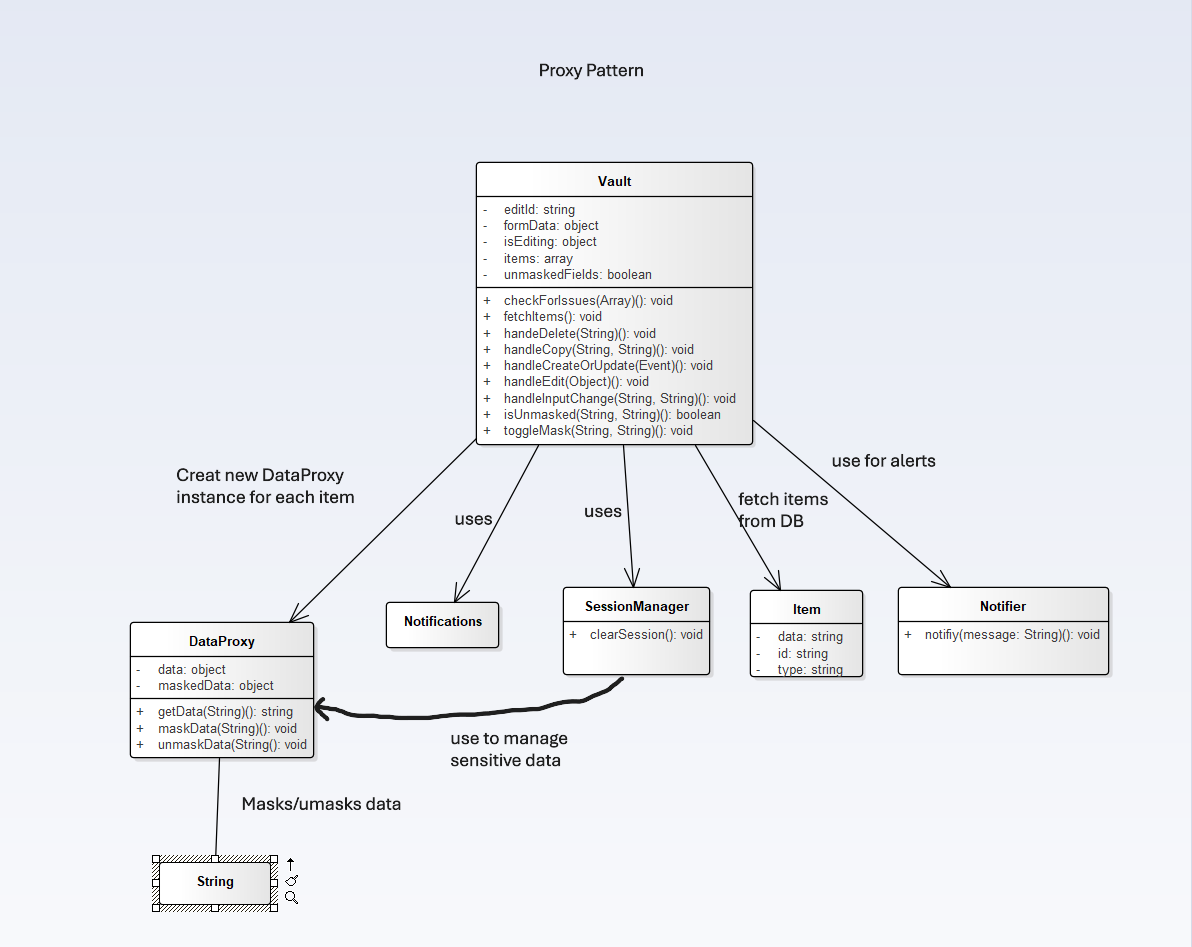 Proxy Pattern
Vault
- editId: string
- formData: object
- isEditing: object
- items: array
- unmaskedFields: boolean
+ checkForIssues(Array)(): void
+ fetchItems(): void
+ handeDelete(String)(): void
+ handleCopy(String, String)(): void
+ handleCreateOrUpdate(Event)(): void
+ handleEdit(Object)(): void
+ handleInputChange(String, String)(): void
+ isUnmasked(String, String)(): boolean
+ toggleMask(String, String)(): void
Creat new DataProxy
instance for each item
uses
uses
fetch items
from DB
use for alerts
DataProxy
- data: object
- maskedData: object
+ getData(String)(): string
+ maskData(String)(): void
+ unmaskData(String(): void
Notifications
SessionManager
+ clearSession(): void
Item
- data: string
- id: string
- type: string
Notifier
+ notifiy(message: String)(): void
use to manage
sensitive data
Masks/umasks data
String